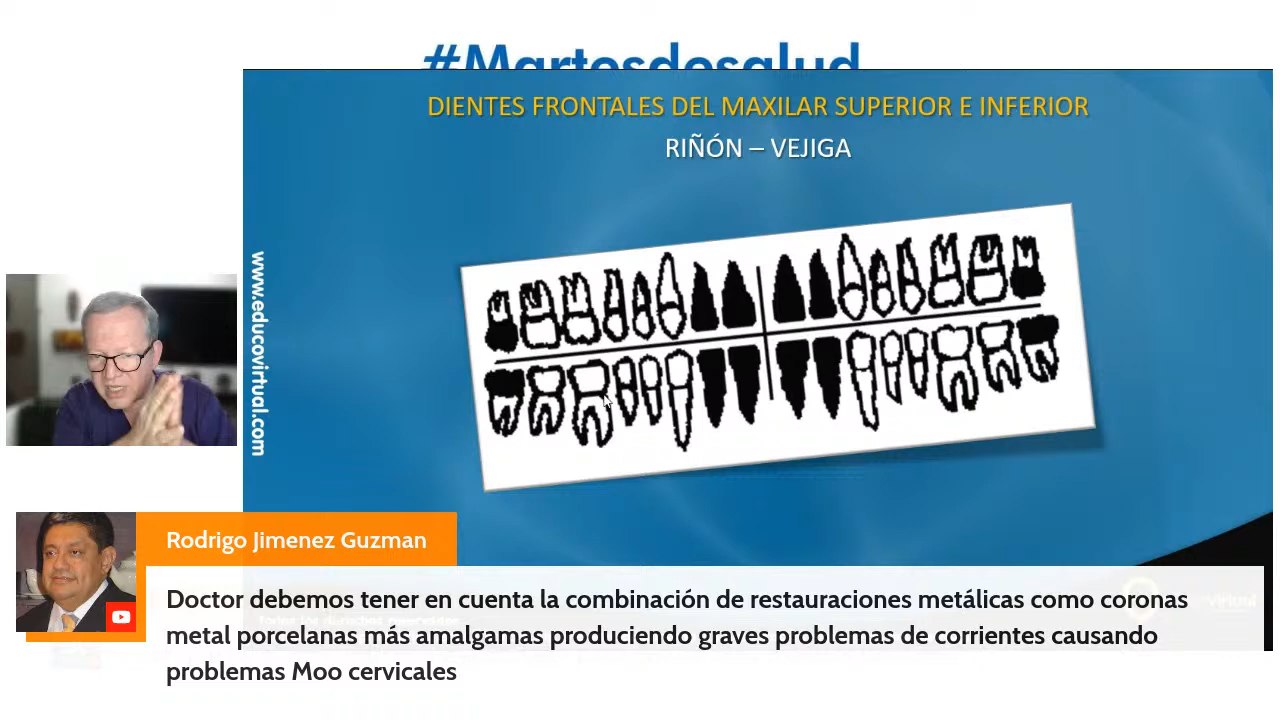 #Martesdesalud
DIENTES FRONTALES DEL MAXILAR SUPERIOR E INFERIOR
RIÑÓN – VEJIGA
www.educovirtual.com
Rodrigo Jimenez Guzman
Doctor debemos tener en cuenta la combinación de restauraciones metálicas como coronas
metal porcelanas más amalgamas produciendo graves problemas de corrientes causando
problemas Moo cervicales